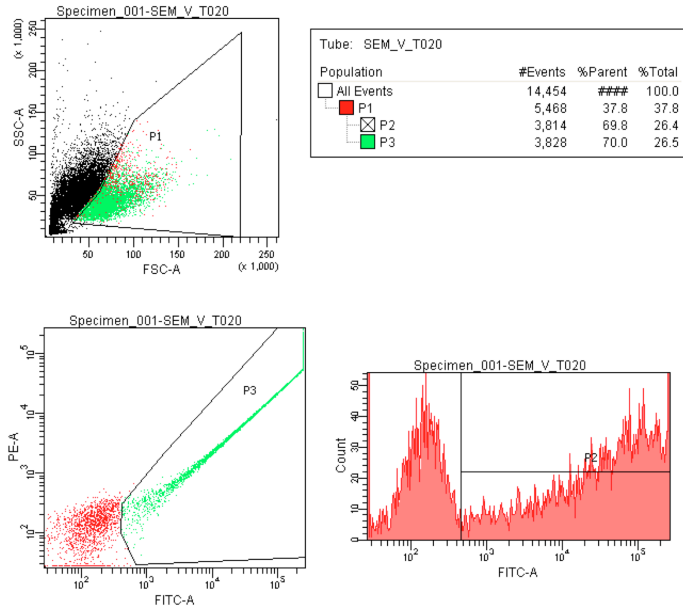 Specimen_001-SEM_V_T020
(x 1,000)
SSC-A
250
200
150
100
50
P1
50 100 150 200 250
(x 1,000)
FSC-A
Tube: SEM_V_T020
Population #Events %Parent %Total
All Events 14,454 #### 100.0
P1 5,468 37.8 37.8
P2 3,814 69.8 26.4
P3 3,828 70.0 26.5
Specimen_001-SEM_V_T020
PE-A
10^5
10^4
10^3
10^2
P3
10^2 10^3 10^4 10^5
FITC-A
Specimen_001-SEM_V_T020
Count
50
40
30
20
10
0
P2
10^2 10^3 10^4 10^5
FITC-A